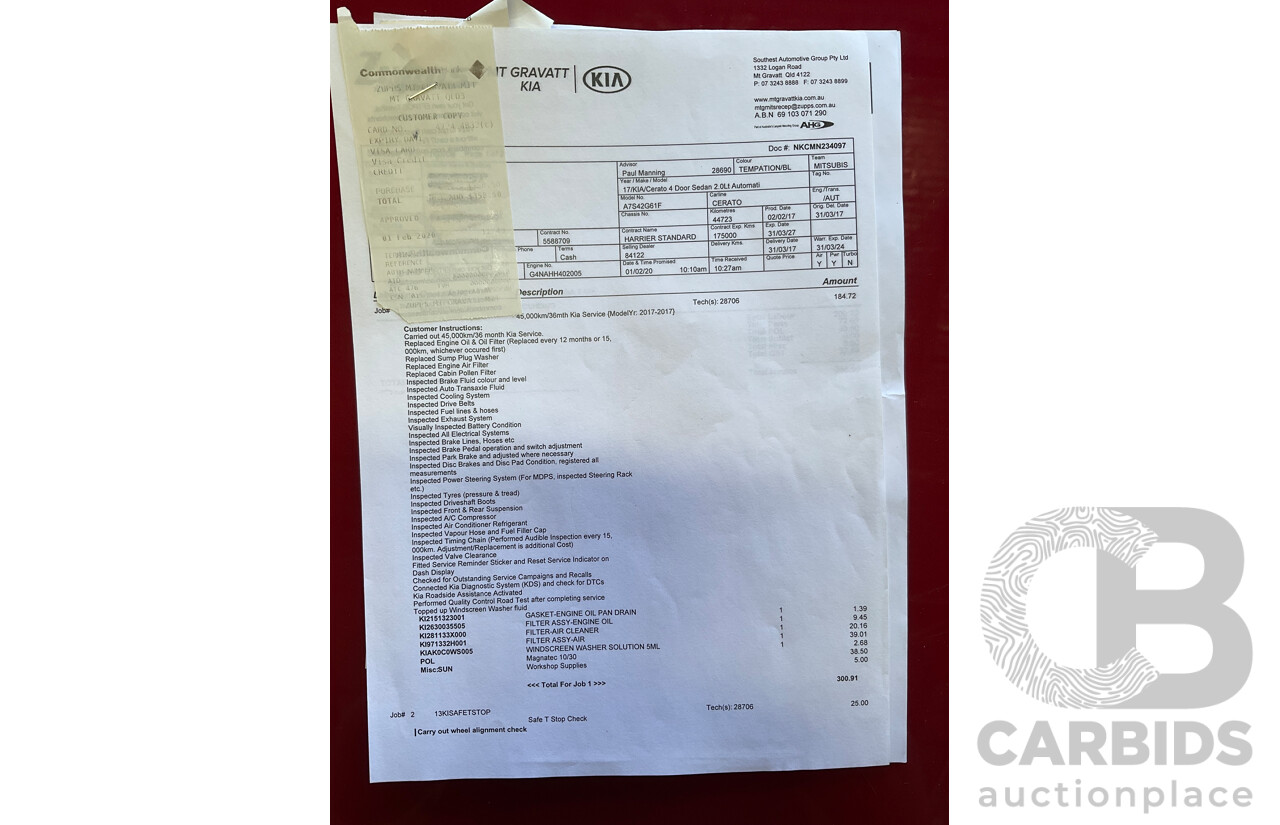 Southest Automotive Group Pty Ltd
1332 Logan Road
Mt Gravatt Qld 4122
P: 07 3243 8888 F: 07 3243 8899
www.mtgravattkia.com.au
mtgmitsrecep@zupps.com.au
A.B.N 69 103 071 290
AHG
MT GRAVATT
KIA
KIA
Commonwealth
MT GRAVATT QLD
CUSTOMER COPY
CARD NO
EXPIRY DATE
VISA CARD
Visa Credit
CREDIT
PURCHASE
TOTAL
APPROVED
01 Feb
Doc #: NKCMN234097
Advisor
Paul Manning 28690
Colour
TEMPATION/BL
Team
MITSUBIS
Year / Make / Model
17/KIA/Cerato 4 Door Sedan 2.0Lt Automati
Tag No.
Model No.
A7S42G61F
Carline
CERATO
Eng./Trans.
/AUT
Chassis No.
Kilometres
44723
Prod. Date
02/02/17
Orig. Del. Date
31/03/17
Contract No.
5588709
Contract Name
HARRIER STANDARD
Contract Exp. Kms
175000
Exp. Date
31/03/27
Phone
Terms
Cash
Selling Dealer
84122
Delivery Kms.
Delivery Date
31/03/17
Warr. Exp. Date
31/03/24
Engine No.
G4NAHH402005
Date & Time Promised
01/02/20 10:10am
Time Received
10:27am
Quote Price
Air Pwr Turbo
Y Y N
Description
Amount
Job#
45,000km/36mth Kia Service {ModelYr: 2017-2017} Tech(s): 28706 184.72
Customer Instructions:
Carried out 45,000km/36 month Kia Service.
Replaced Engine Oil & Oil Filter (Replaced every 12 months or 15,
000km, whichever occured first)
Replaced Sump Plug Washer
Replaced Engine Air Filter
Replaced Cabin Pollen Filter
Inspected Brake Fluid colour and level
Inspected Auto Transaxle Fluid
Inspected Cooling System
Inspected Drive Belts
Inspected Fuel lines & hoses
Inspected Exhaust System
Visually Inspected Battery Condition
Inspected All Electrical Systems
Inspected Brake Lines, Hoses etc
Inspected Brake Pedal operation and switch adjustment
Inspected Park Brake and adjusted where necessary
Inspected Disc Brakes and Disc Pad Condition, registered all
measurements
Inspected Power Steering System (For MDPS, inspected Steering Rack
etc.)
Inspected Tyres (pressure & tread)
Inspected Driveshaft Boots
Inspected Front & Rear Suspension
Inspected A/C Compressor
Inspected Air Conditioner Refrigerant
Inspected Vapour Hose and Fuel Filler Cap
Inspected Timing Chain (Performed Audible Inspection every 15,
000km. Adjustment/Replacement is additional Cost)
Inspected Valve Clearance
Fitted Service Reminder Sticker and Reset Service Indicator on
Dash Display
Checked for Outstanding Service Campaigns and Recalls
Connected Kia Diagnostic System (KDS) and check for DTCs
Kia Roadside Assistance Activated
Performed Quality Control Road Test after completing service
Topped up Windscreen Washer fluid
KI2151323001 GASKET-ENGINE OIL PAN DRAIN 1 1.39
KI2630035505 FILTER ASSY-ENGINE OIL 1 9.45
KI281133X000 FILTER-AIR CLEANER 1 20.16
KI971332H001 FILTER ASSY-AIR 1 39.01
KIAK0C0WS005 WINDSCREEN WASHER SOLUTION 5ML 1 2.68
POL Magnatec 10/30 38.50
Misc:SUN Workshop Supplies 5.00
<<< Total For Job 1 >>> 300.91
Job# 2 13KISAFETSTOP Tech(s): 28706 25.00
Safe T Stop Check
Carry out wheel alignment check
CB
CARBIDS
auctionplace